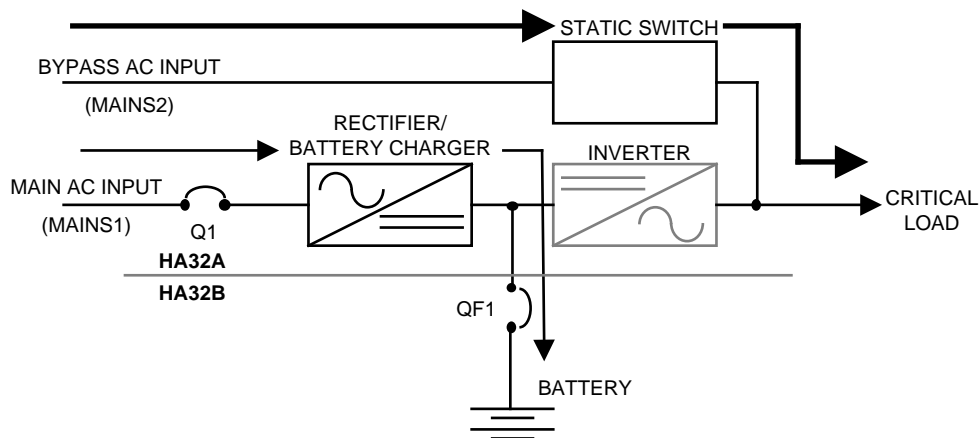 STATIC SWITCH
BYPASS AC INPUT
(MAINS2)
RECTIFIER/
BATTERY CHARGER
INVERTER
MAIN AC INPUT
(MAINS1)
Q1
CRITICAL
LOAD
HA32A
HA32B
QF1
BATTERY